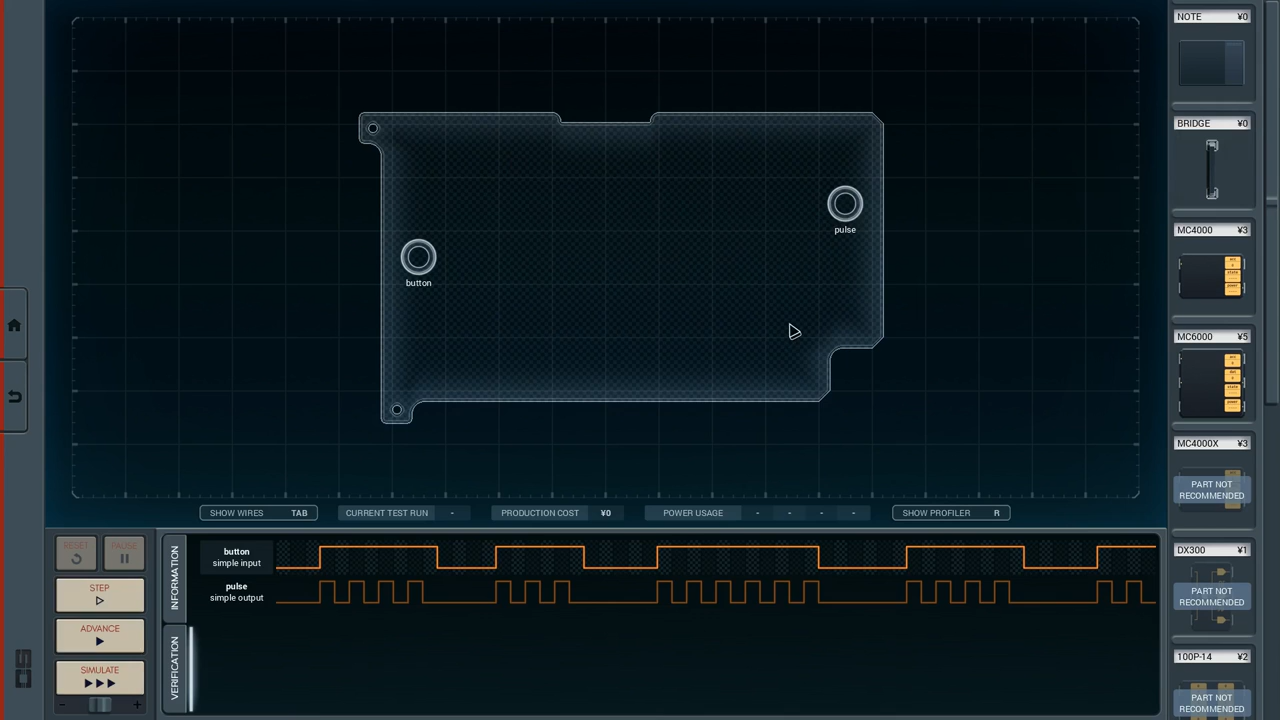 NOTE ¥0
BRIDGE ¥0
MC4000 ¥3
MC6000 ¥5
MC4000X ¥3
PART NOT
RECOMMENDED
DX300 ¥1
PART NOT
RECOMMENDED
100P-14 ¥2
PART NOT
RECOMMENDED
pulse
button
SHOW WIRES TAB
CURRENT TEST RUN -
PRODUCTION COST ¥0
POWER USAGE - - - -
SHOW PROFILER R
RESET
PAUSE
STEP
ADVANCE
SIMULATE
- +
INFORMATION
VERIFICATION
button
simple input
pulse
simple output